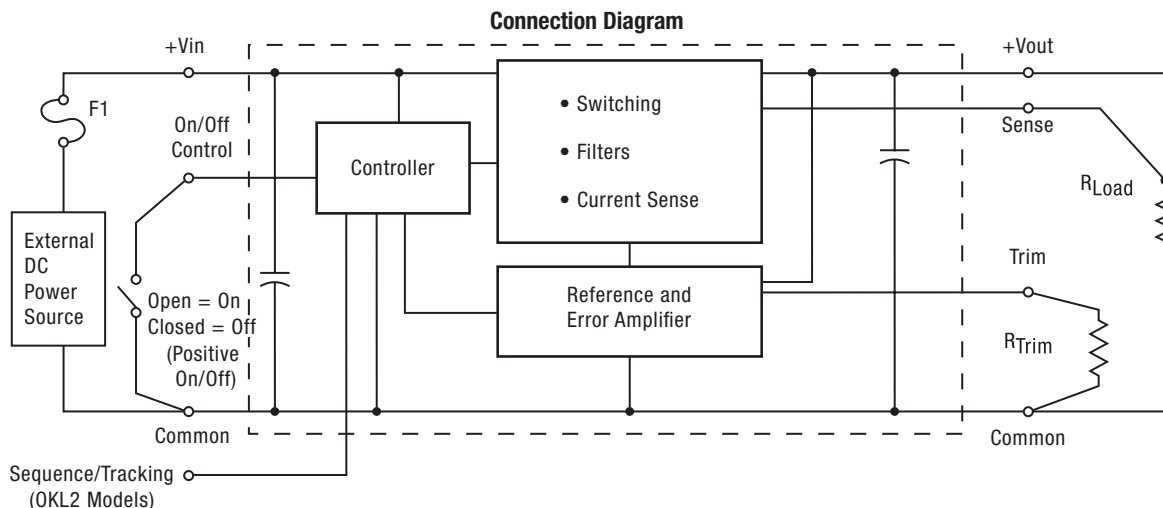 Connection Diagram
+Vin
+Vout
F1
On/Off
Control
• Switching
• Filters
• Current Sense
Sense
Controller
RLoad
External
DC
Power
Source
Open = On
Closed = Off
(Positive
On/Off)
Reference and
Error Amplifier
Trim
RTrim
Common
Common
Sequence/Tracking
(OKL2 Models)